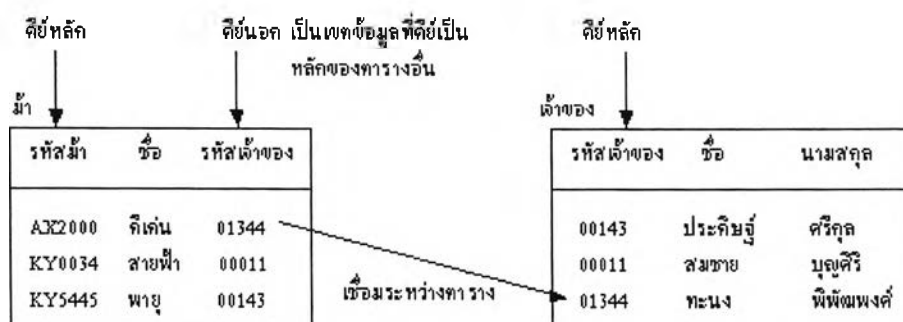 คีย์หลัก
คีย์นอก เป็นเขตข้อมูลที่คีย์เป็น
หลักของตารางอื่น
คีย์หลัก
ม้า
รหัสม้า ชื่อ รหัสเจ้าของ
AX2000 ดีเด่น 01344
KY0034 สายฟ้า 00011
KY5445 พายุ 00143
เชื่อมระหว่างตาราง
เจ้าของ
รหัสเจ้าของ ชื่อ นามสกุล
00143 ประดิษฐ์ ศรีกุล
00011 สมชาย บุญศิริ
01344 ทะนง พิพัฒพงศ์